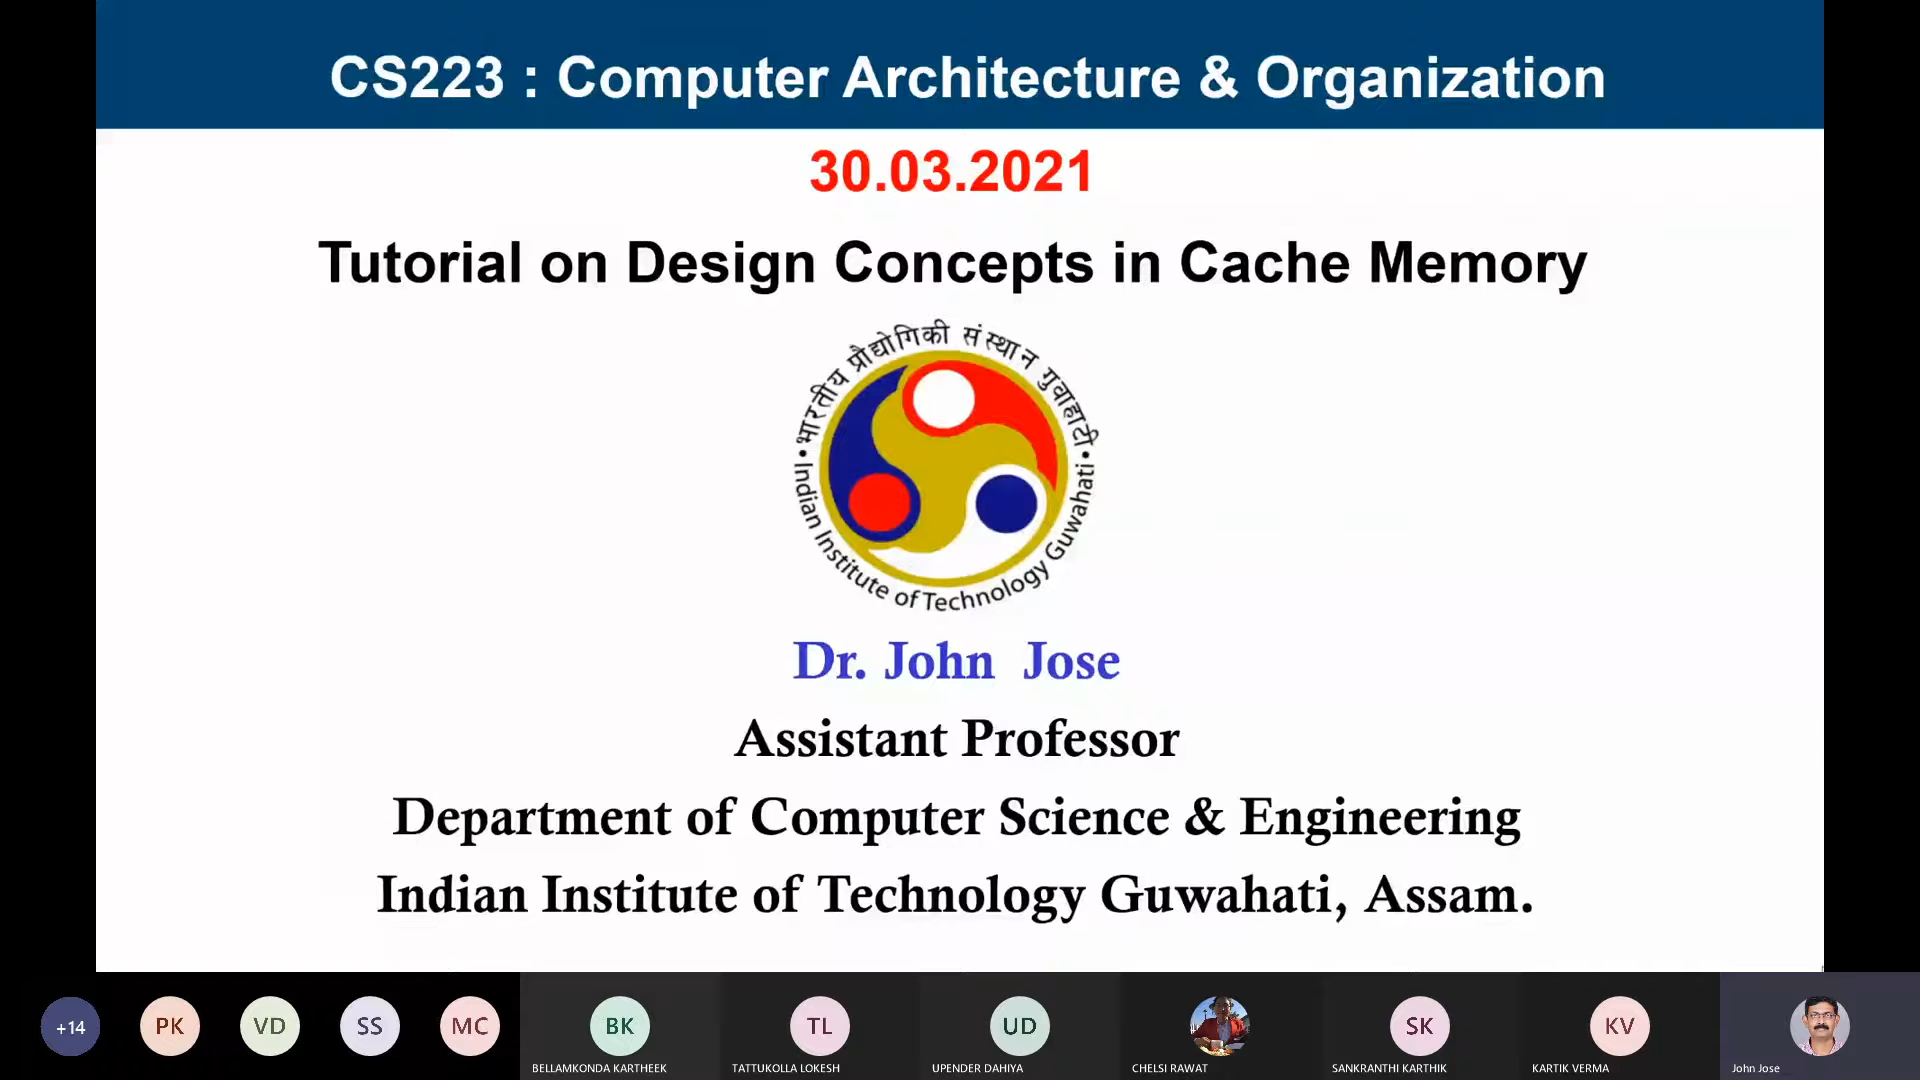 CS223 : Computer Architecture & Organization
30.03.2021
Tutorial on Design Concepts in Cache Memory
भारतीय प्रौद्योगिकी संस्थान गुवाहाटी
Indian Institute of Technology Guwahati
Dr. John Jose
Assistant Professor
Department of Computer Science & Engineering
Indian Institute of Technology Guwahati, Assam.
+14 PK VD SS MC BK TL UD SK KV
BELLAMKONDA KARTHEEK TATTUKOLLA LOKESH UPENDER DAHIYA CHELSI RAWAT SANKRANTHI KARTHIK KARTIK VERMA John Jose